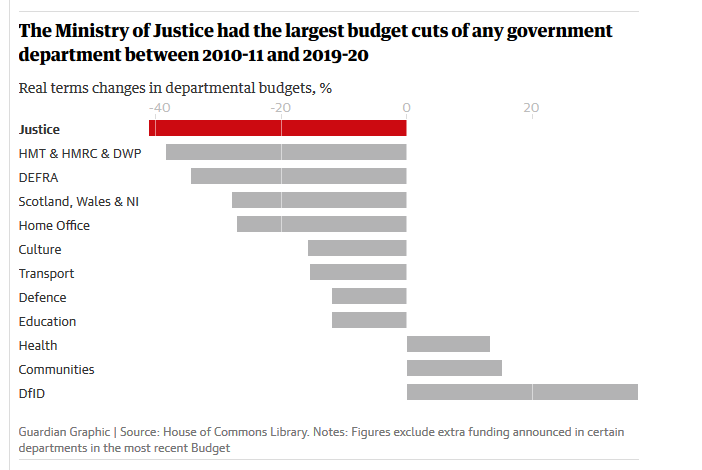 The Ministry of Justice had the largest budget cuts of any government
department between 2010-11 and 2019-20
Real terms changes in departmental budgets, %
-40 -20 0 20
Justice
HMT & HMRC & DWP
DEFRA
Scotland, Wales & NI
Home Office
Culture
Transport
Defence
Education
Health
Communities
DfID
Guardian Graphic | Source: House of Commons Library. Notes: Figures exclude extra funding announced in certain
departments in the most recent Budget